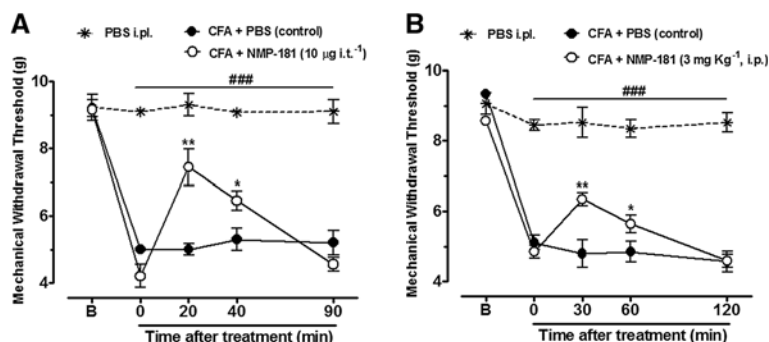 A
PBS i.pl.
CFA + PBS (control)
CFA + NMP-181 (10 µg i.t.⁻¹)
Mechanical Withdrawal Threshold (g)
10
8
6
4
###
**
*
B 0 20 40 90
Time after treatment (min)
B
PBS i.pl.
CFA + PBS (control)
CFA + NMP-181 (3 mg Kg⁻¹, i.p.)
Mechanical Withdrawal Threshold (g)
10
8
6
4
###
**
*
B 0 30 60 120
Time after treatment (min)